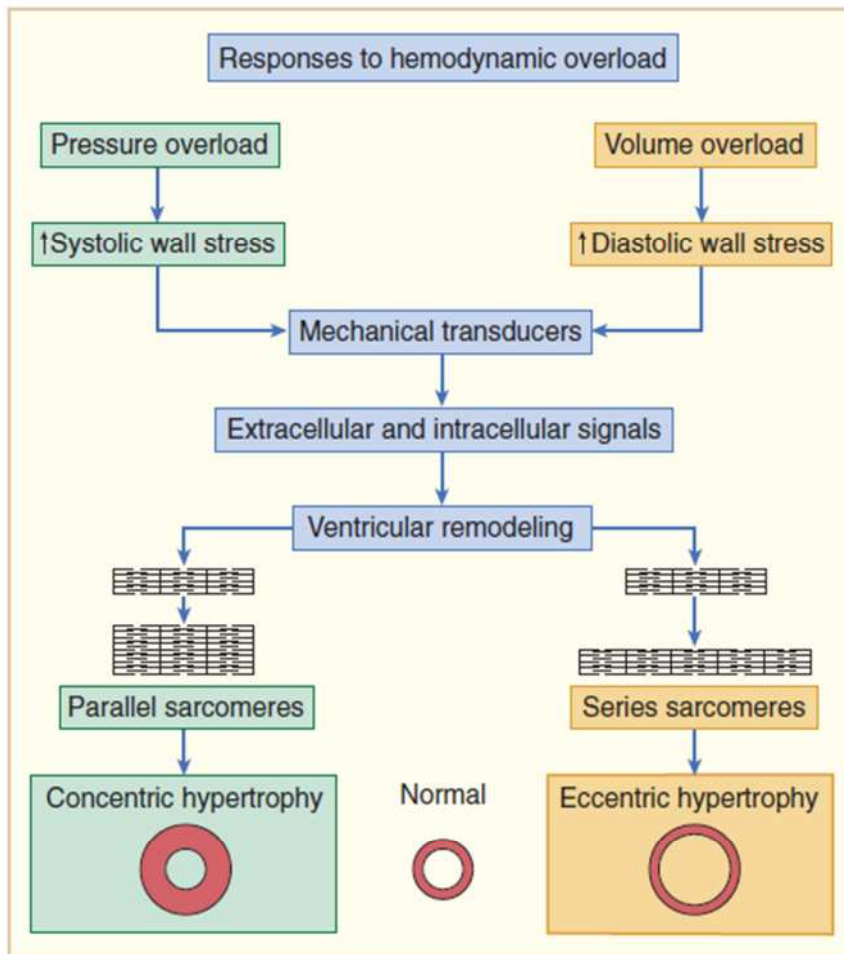 Responses to hemodynamic overload
Pressure overload
Volume overload
↑Systolic wall stress
↑Diastolic wall stress
Mechanical transducers
Extracellular and intracellular signals
Ventricular remodeling
Parallel sarcomeres
Series sarcomeres
Concentric hypertrophy
Normal
Eccentric hypertrophy